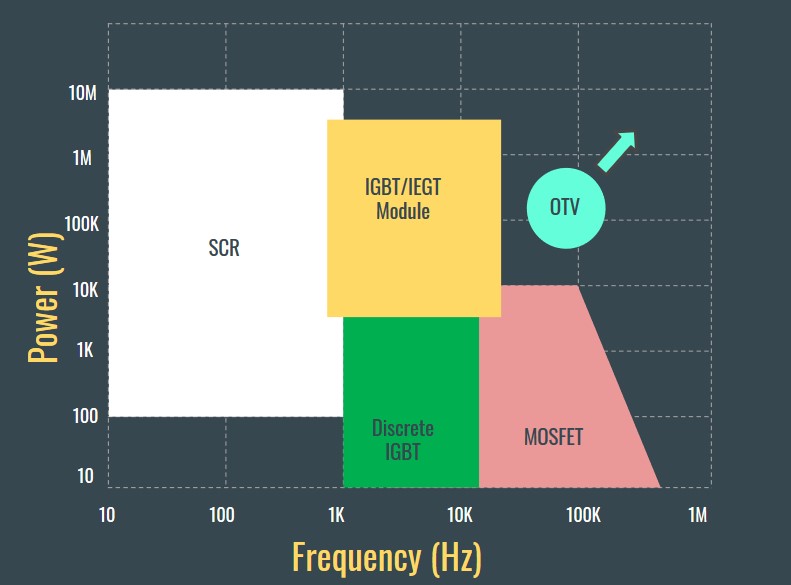 10M
1M
100K
10K
1K
100
10
Power (W)
SCR
IGBT/IEGT
Module
OTV
Discrete
IGBT
MOSFET
10
100
1K
10K
100K
1M
Frequency (Hz)